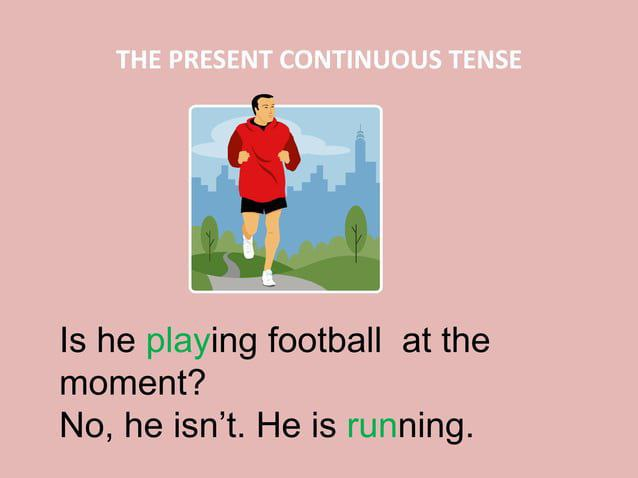 THE PRESENT CONTINUOUS TENSE
Is he playing football  at the
moment?
No, he isn’t. He is running.